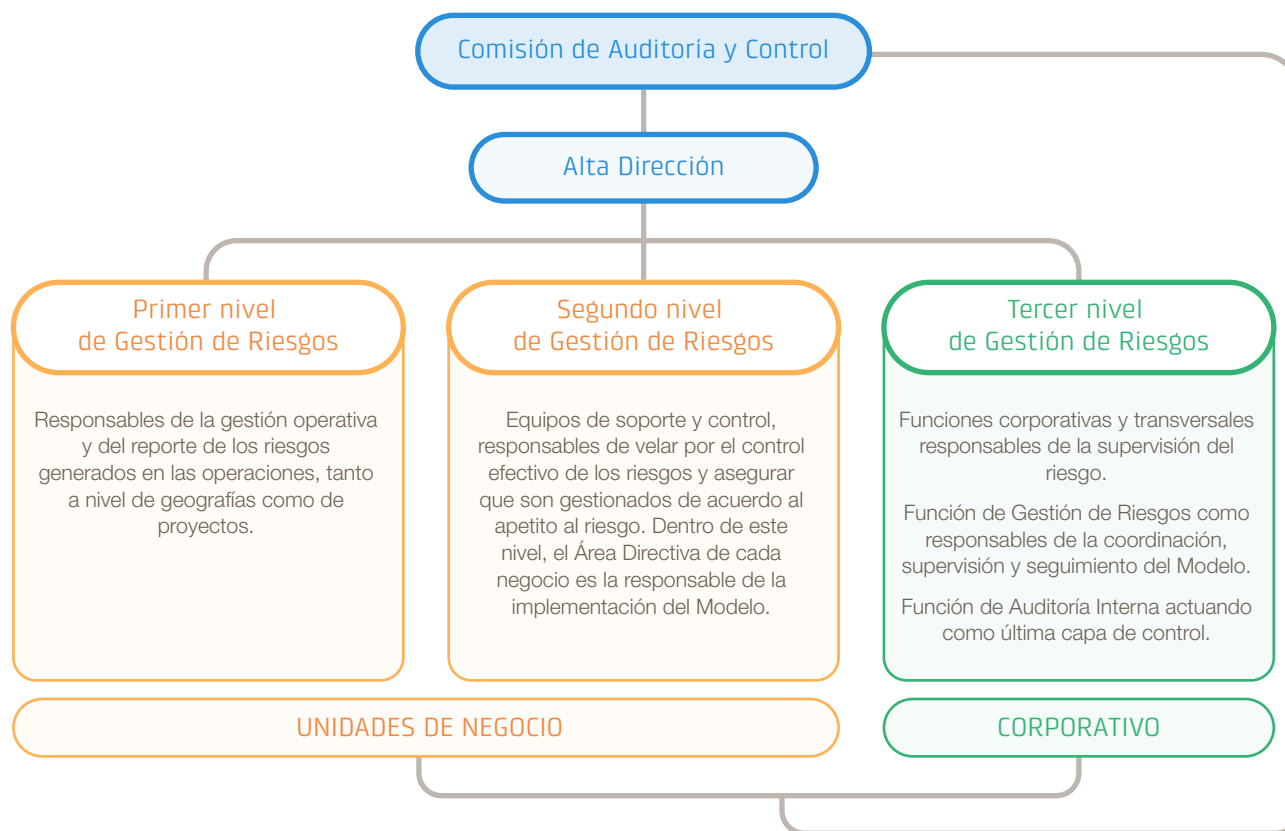 Comisión de Auditoría y Control
Alta Dirección
Primer nivel
de Gestión de Riesgos
Responsables de la gestión operativa
y del reporte de los riesgos
generados en las operaciones, tanto
a nivel de geografías como de
proyectos.
Segundo nivel
de Gestión de Riesgos
Equipos de soporte y control,
responsables de velar por el control
efectivo de los riesgos y asegurar
que son gestionados de acuerdo al
apetito al riesgo. Dentro de este
nivel, el Área Directiva de cada
negocio es la responsable de la
implementación del Modelo.
Tercer nivel
de Gestión de Riesgos
Funciones corporativas y transversales
responsables de la supervisión del
riesgo.
Función de Gestión de Riesgos como
responsables de la coordinación,
supervisión y seguimiento del Modelo.
Función de Auditoría Interna actuando
como última capa de control.
UNIDADES DE NEGOCIO
CORPORATIVO